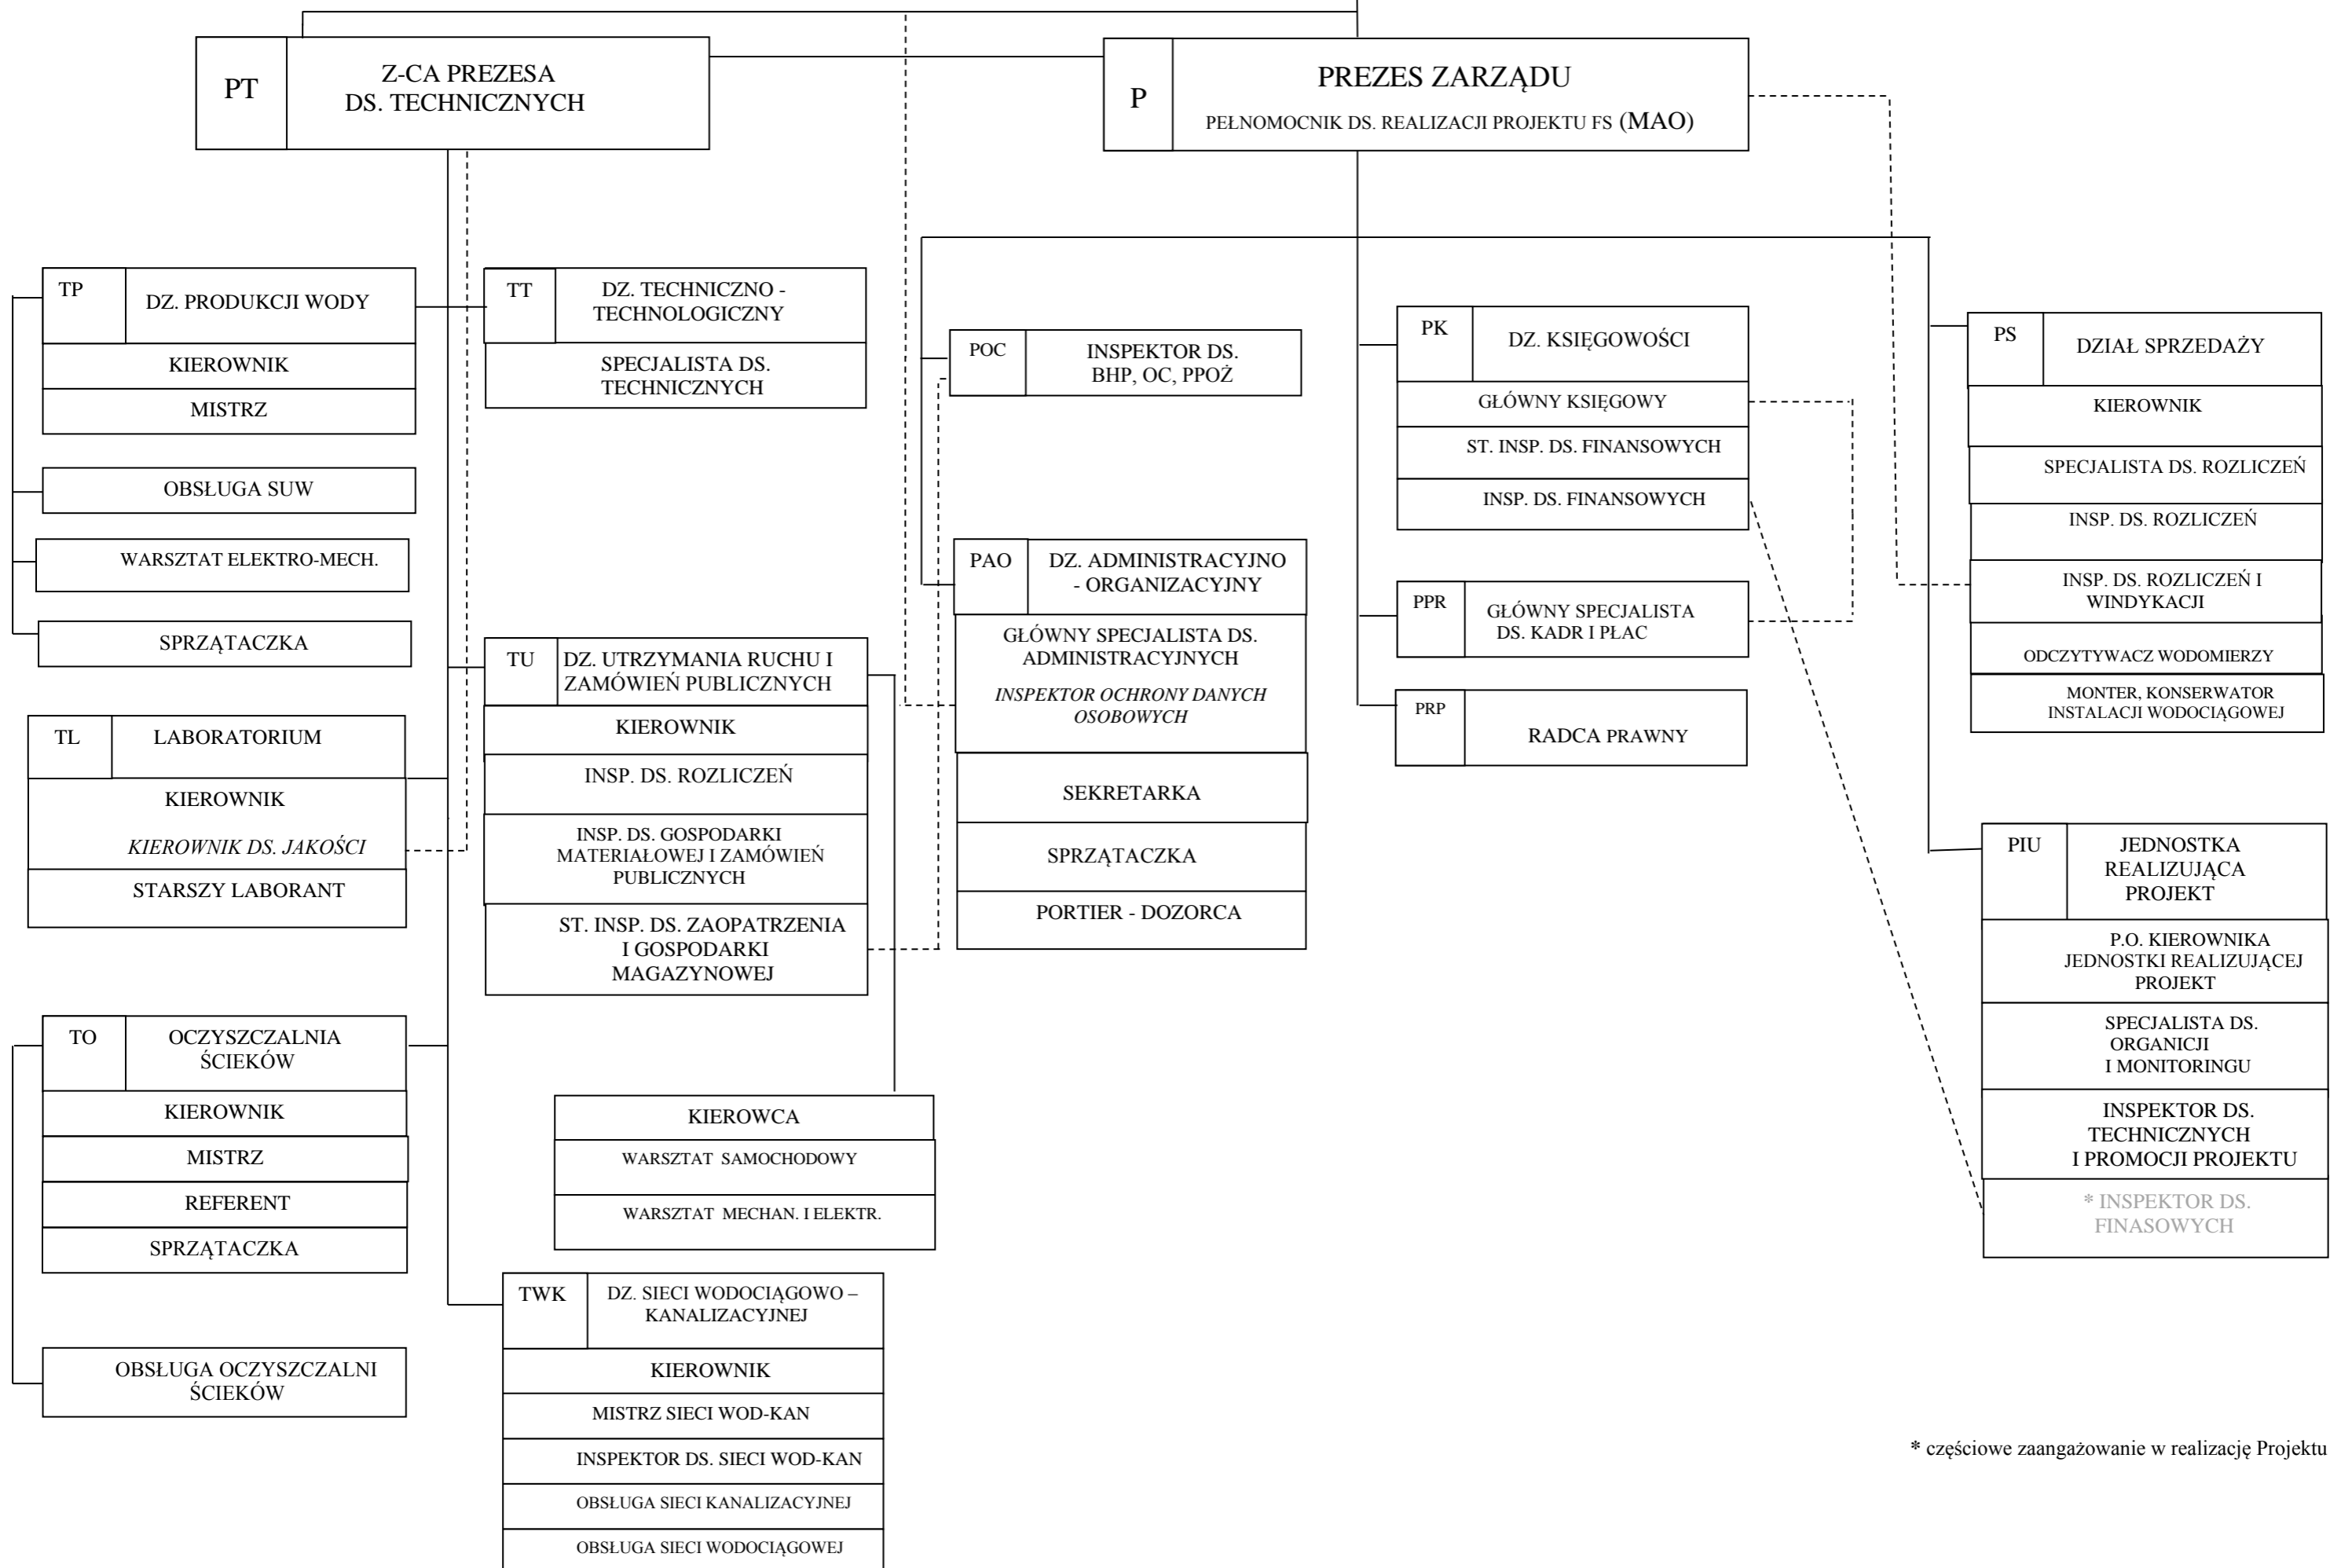 PT
Z-CA PREZESA
DS. TECHNICZNYCH
P
PREZES ZARZĄDU
PEŁNOMOCNIK DS. REALIZACJI PROJEKTU FS (MAO)
TP
DZ. PRODUKCJI WODY
KIEROWNIK
MISTRZ
OBSŁUGA SUW
WARSZTAT ELEKTRO-MECH.
SPRZĄTACZKA
TT
DZ. TECHNICZNO -
TECHNOLOGICZNY
SPECJALISTA DS.
TECHNICZNYCH
TL
LABORATORIUM
KIEROWNIK
KIEROWNIK DS. JAKOŚCI
STARSZY LABORANT
TU
DZ. UTRZYMANIA RUCHU I
ZAMÓWIEŃ PUBLICZNYCH
KIEROWNIK
INSP. DS. ROZLICZEŃ
INSP. DS. GOSPODARKI
MATERIAŁOWEJ I ZAMÓWIEŃ
PUBLICZNYCH
ST. INSP. DS. ZAOPATRZENIA
I GOSPODARKI
MAGAZYNOWEJ
TO
OCZYSZCZALNIA
ŚCIEKÓW
KIEROWNIK
MISTRZ
REFERENT
SPRZĄTACZKA
OBSŁUGA OCZYSZCZALNI
ŚCIEKÓW
KIEROWCA
WARSZTAT SAMOCHODOWY
WARSZTAT MECHAN. I ELEKTR.
TWK
DZ. SIECI WODOCIĄGOWO –
KANALIZACYJNEJ
KIEROWNIK
MISTRZ SIECI WOD-KAN
INSPEKTOR DS. SIECI WOD-KAN
OBSŁUGA SIECI KANALIZACYJNEJ
OBSŁUGA SIECI WODOCIĄGOWEJ
POC
INSPEKTOR DS.
BHP, OC, PPOŻ
PAO
DZ. ADMINISTRACYJNO
- ORGANIZACYJNY
GŁÓWNY SPECJALISTA DS.
ADMINISTRACYJNYCH
INSPEKTOR OCHRONY DANYCH
OSOBOWYCH
SEKRETARKA
SPRZĄTACZKA
PORTIER - DOZORCA
PK
DZ. KSIĘGOWOŚCI
GŁÓWNY KSIĘGOWY
ST. INSP. DS. FINANSOWYCH
INSP. DS. FINANSOWYCH
PPR
GŁÓWNY SPECJALISTA
DS. KADR I PŁAC
PRP
RADCA PRAWNY
PS
DZIAŁ SPRZEDAŻY
KIEROWNIK
SPECJALISTA DS. ROZLICZEŃ
INSP. DS. ROZLICZEŃ
INSP. DS. ROZLICZEŃ I
WINDYKACJI
ODCZYTYWACZ WODOMIERZY
MONTER, KONSERWATOR
INSTALACJI WODOCIĄGOWEJ
PIU
JEDNOSTKA
REALIZUJĄCA
PROJEKT
P.O. KIEROWNIKA
JEDNOSTKI REALIZUJĄCEJ
PROJEKT
SPECJALISTA DS.
ORGANICJI
I MONITORINGU
INSPEKTOR DS.
TECHNICZNYCH
I PROMOCJI PROJEKTU
* INSPEKTOR DS.
FINASOWYCH
* częściowe zaangażowanie w realizację Projektu